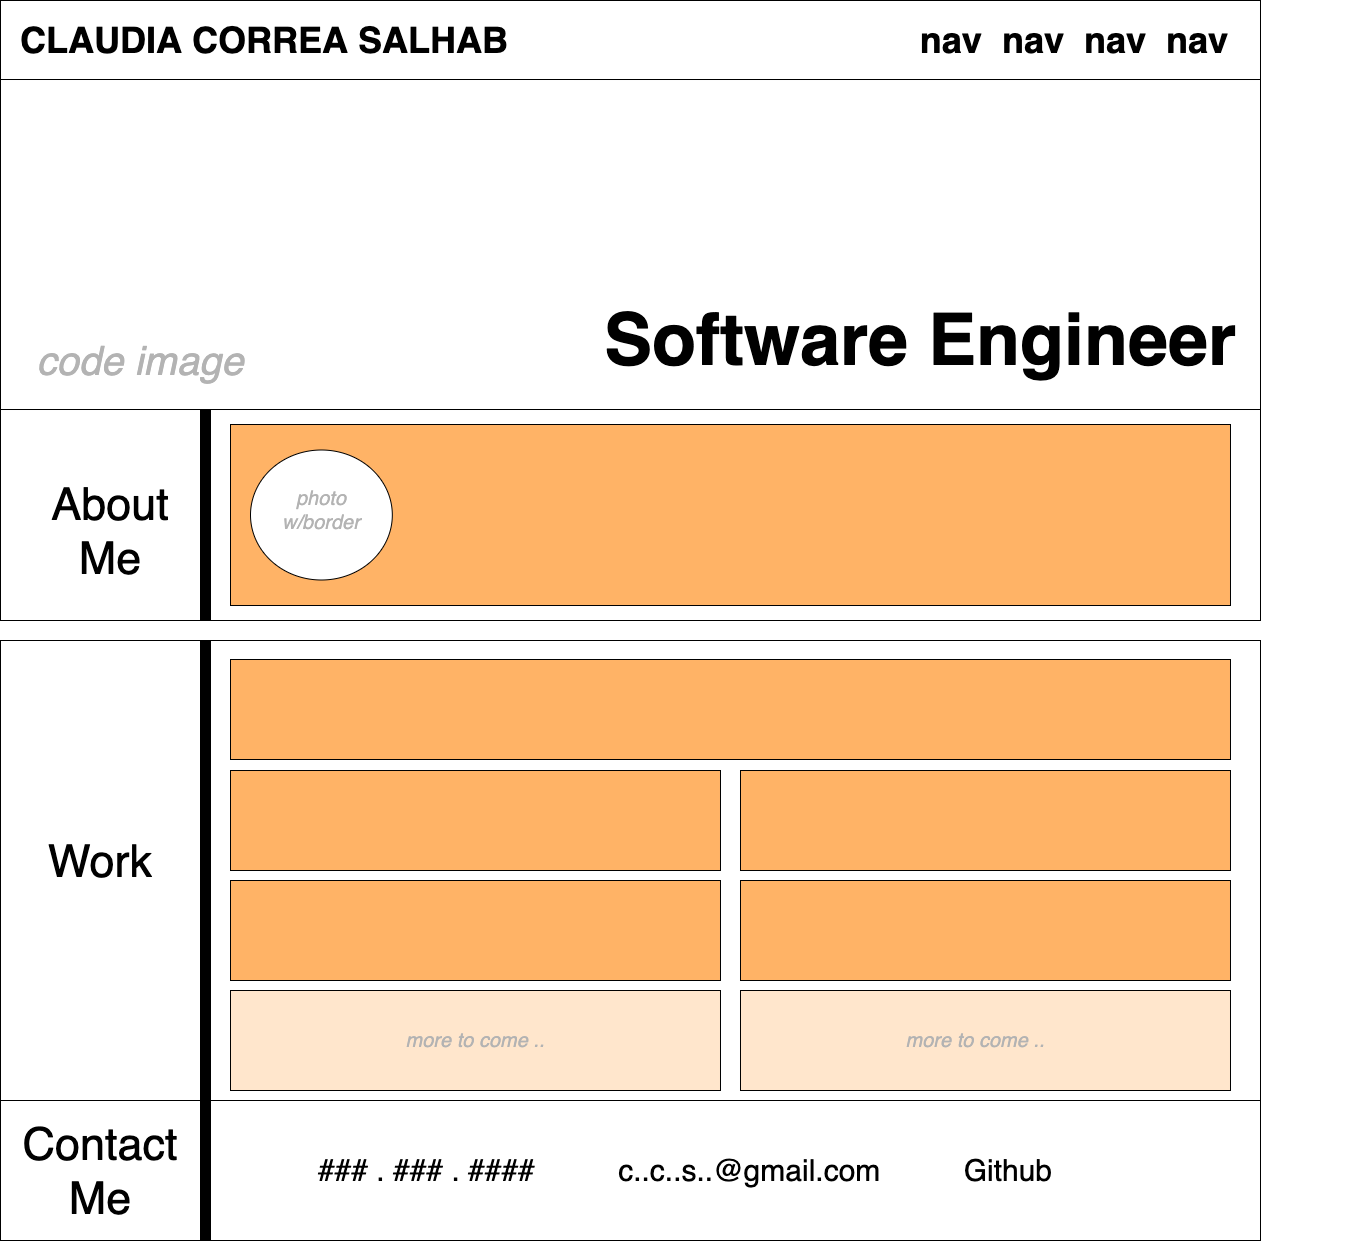 CLAUDIA CORREA SALHAB
nav nav nav nav
code image
Software Engineer
About
Me
photo
w/border
Work
more to come ..
more to come ..
Contact
Me
### . ### . ####
c..c..s..@gmail.com
Github